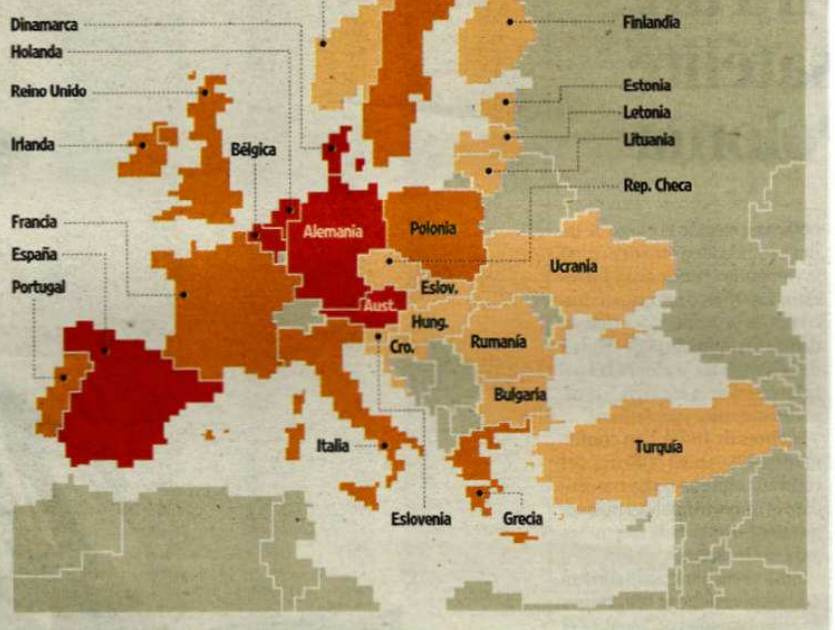 Dinamarca
Holanda
Reino Unido
Irlanda
Bélgica
Francia
España
Portugal
Finlandia
Estonia
Letonia
Lituania
Rep. Checa
Alemania
Polonia
Ucrania
Eslov.
Aust.
Hung.
Cro.
Rumanía
Bulgaria
Italia
Turquía
Eslovenia
Grecia